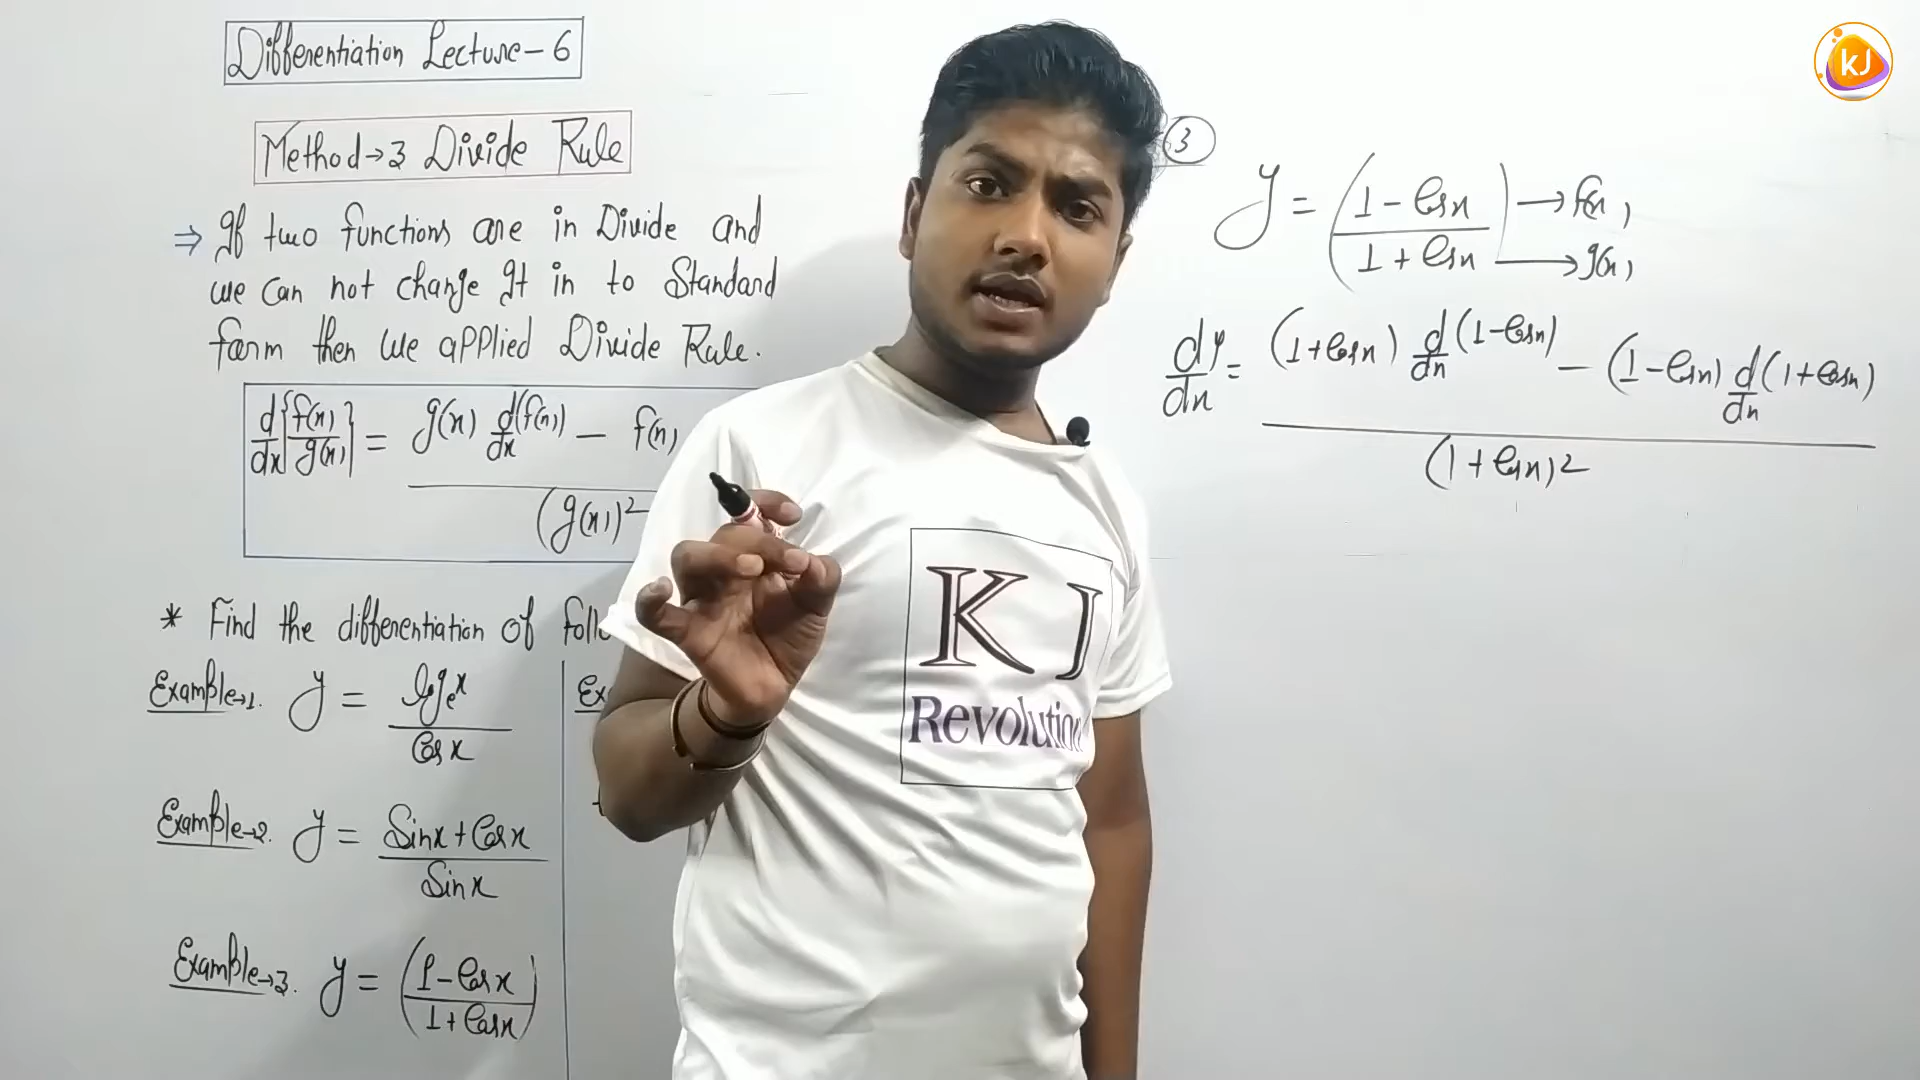 Differentiation Lecture-6
Method→3 Divide Rule
⇒ If two functions are in Divide and
we can not change It in to Standard
form then we applied Divide Rule.
d/dx {f(x)/g(x)} = g(x) d/dx (f(x)) - f(x)
(g(x))²
* Find the differentiation of
Example→1. y = logₑx / Cosx
Example→2. y = Sinx + Cosx / Sinx
Example→3. y = (1 - Cosx / 1 + Cosx)
3
y = (1 - Cosx / 1 + Cosx) → f(x) → g(x)
dy/dx = (1+Cosx) d/dx (1-Cosx) - (1-Cosx) d/dx (1+Cosx)
(1+Cosx)²
KJ
Revolution
KJ